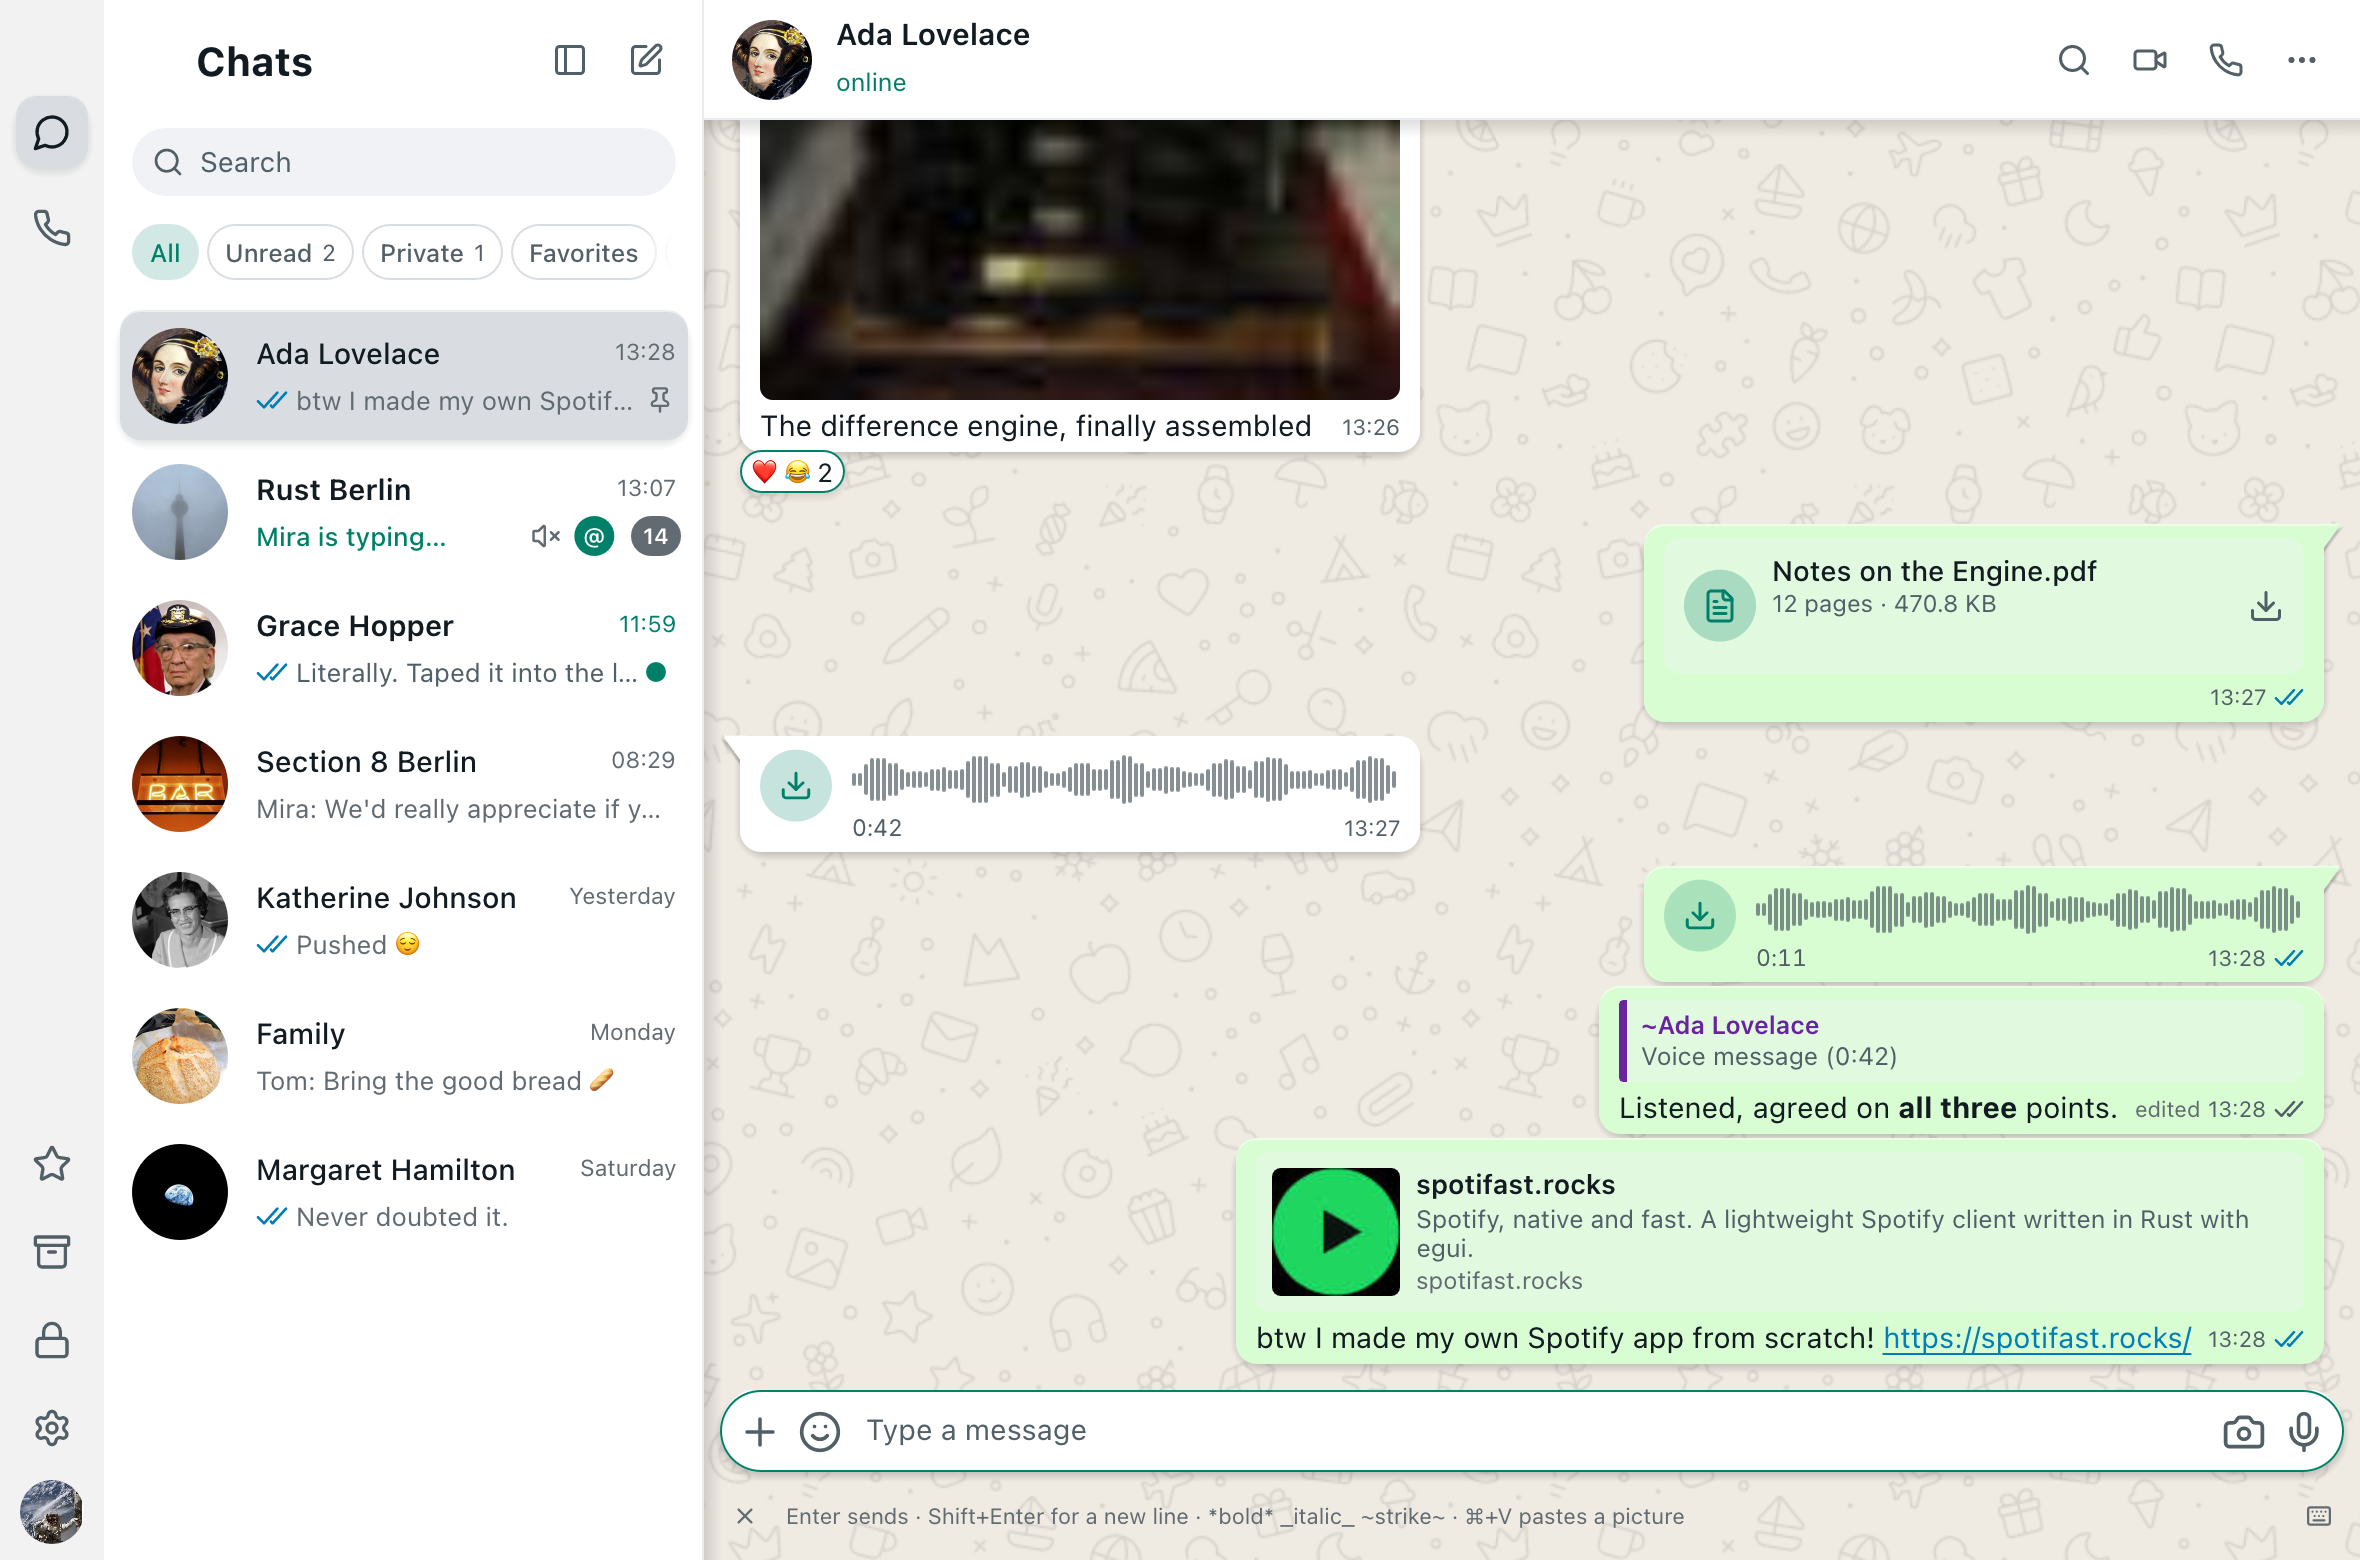 Chats
Search
All
Unread 2
Private 1
Favorites
Ada Lovelace 13:28
btw I made my own Spotif...
Rust Berlin 13:07
Mira is typing... @ 14
Grace Hopper 11:59
Literally. Taped it into the l...
Section 8 Berlin 08:29
BAR
Mira: We'd really appreciate if y...
Katherine Johnson Yesterday
Pushed 😌
Family Monday
Tom: Bring the good bread 🥖
Margaret Hamilton Saturday
Never doubted it.
Ada Lovelace
online
The difference engine, finally assembled 13:26
❤️ 😂 2
Notes on the Engine.pdf
12 pages · 470.8 KB
13:27
0:42 13:27
0:11 13:28
~Ada Lovelace
Voice message (0:42)
Listened, agreed on all three points. edited 13:28
spotifast.rocks
Spotify, native and fast. A lightweight Spotify client written in Rust with
egui.
spotifast.rocks
btw I made my own Spotify app from scratch! https://spotifast.rocks/ 13:28
Type a message
Enter sends · Shift+Enter for a new line · *bold* _italic_ ~strike~ · ⌘+V pastes a picture